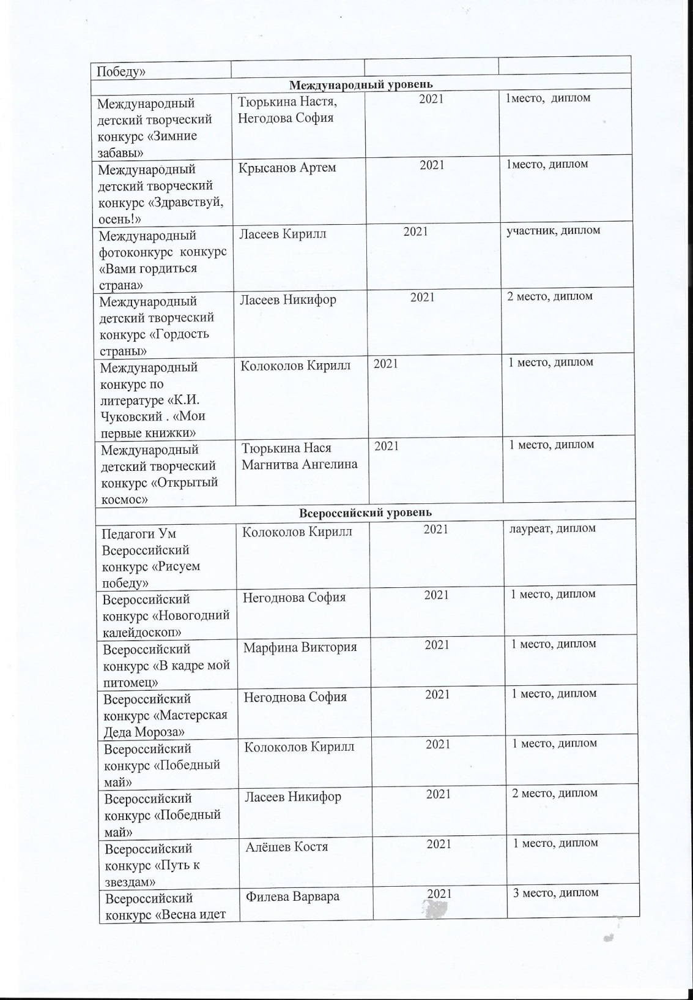 Победу»
Международный уровень
Международный
детский творческий
конкурс «Зимние
забавы»
Тюрькина Настя,
Негодова София
2021
1место,  диплом
Международный
детский творческий
конкурс «Здравствуй,
осень!»
Крысанов Артем
2021
1место, диплом
Международный
фотоконкурс  конкурс
«Вами гордиться
страна»
Ласеев Кирилл
2021
участник, диплом
Международный
детский творческий
конкурс «Гордость
страны»
Ласеев Никифор
2021
2 место, диплом
Международный
конкурс по
литературе «К.И.
Чуковский . «Мои
первые книжки»
Колоколов Кирилл
2021
1 место, диплом
Международный
детский творческий
конкурс «Открытый
космос»
Тюрькина Нася
Магнитва Ангелина
2021
1 место, диплом
Всероссийский уровень
Педагоги Ум
Всероссийский
конкурс «Рисуем
победу»
Колоколов Кирилл
2021
лауреат, диплом
Всероссийский
конкурс «Новогодний
калейдоскоп»
Негоднова София
2021
1 место, диплом
Всероссийский
конкурс «В кадре мой
питомец»
Марфина Виктория
2021
1 место, диплом
Всероссийский
конкурс «Мастерская
Деда Мороза»
Негоднова София
2021
1 место, диплом
Всероссийский
конкурс «Победный
май»
Колоколов Кирилл
2021
1 место, диплом
Всероссийский
конкурс «Победный
май»
Ласеев Никифор
2021
2 место, диплом
Всероссийский
конкурс «Путь к
звездам»
Алёшев Костя
2021
1 место, диплом
Всероссийский
конкурс «Весна идет
Филева Варвара
2021
3 место, диплом